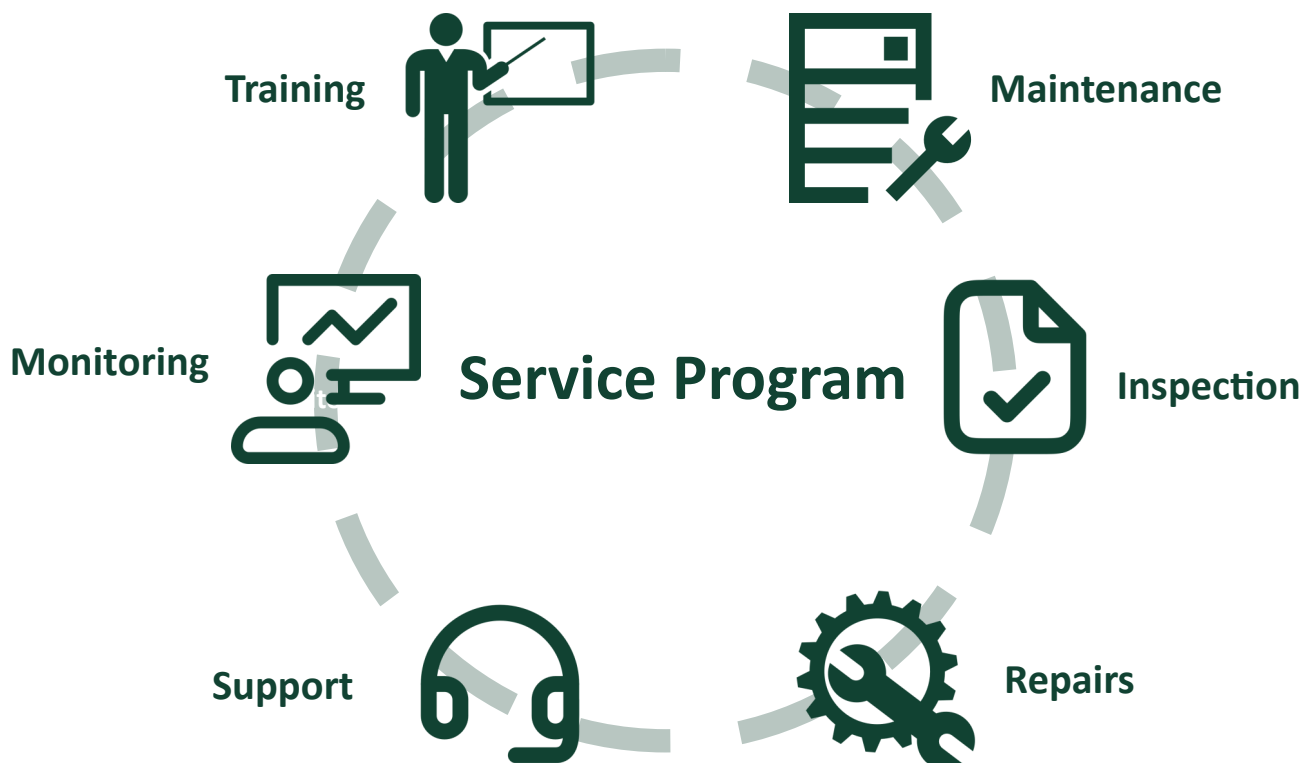 Training
Maintenance
Monitoring
Service Program
Inspection
Support
Repairs